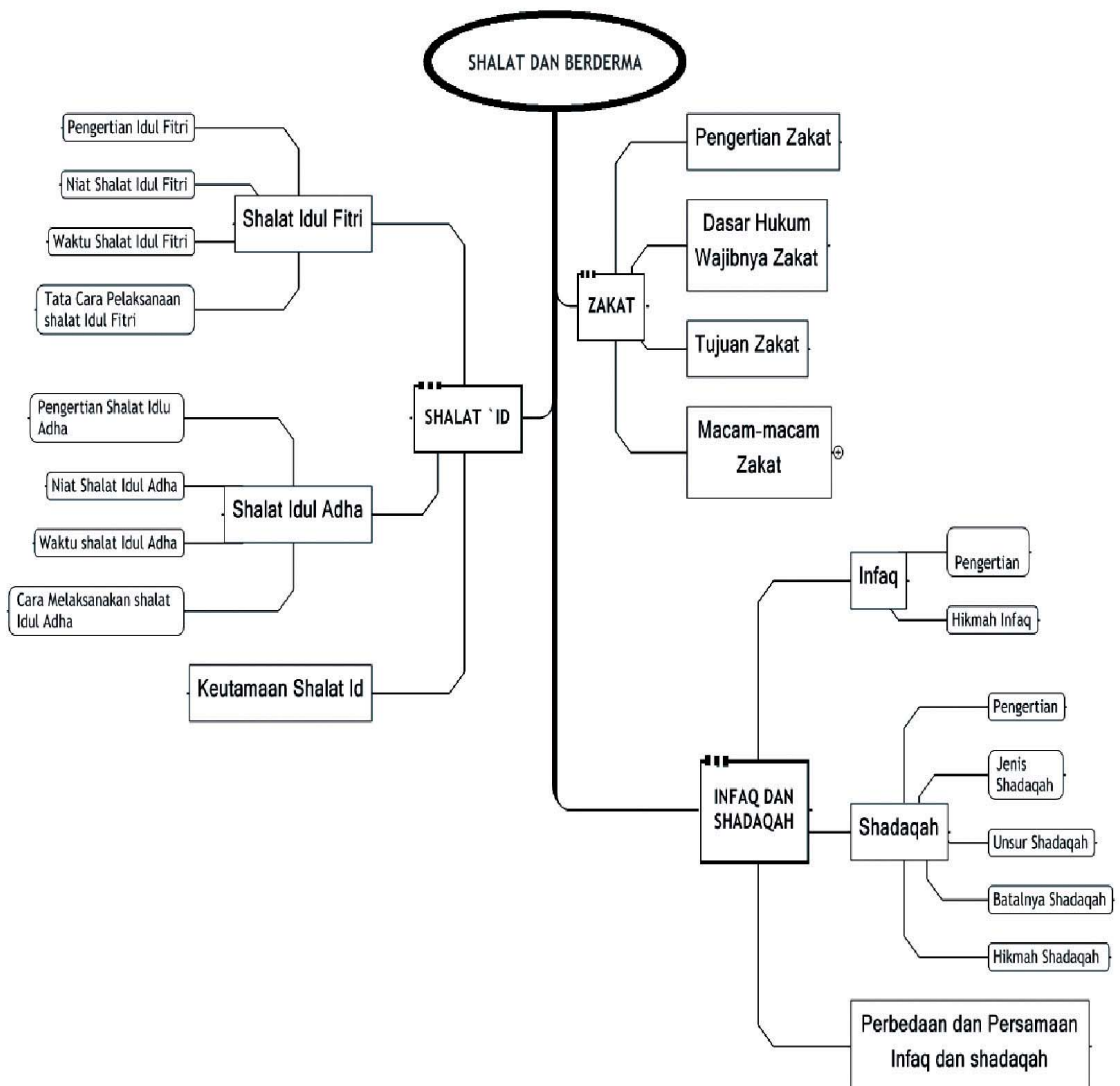 SHALAT DAN BERDERMA
Pengertian Idul Fitri
Niat Shalat Idul Fitri
Waktu Shalat Idul Fitri
Tata Cara Pelaksanaan
shalat Idul Fitri
Shalat Idul Fitri
Pengertian Shalat Idlu
Adha
Niat Shalat Idul Adha
Waktu shalat Idul Adha
Cara Melaksanakan shalat
Idul Adha
Shalat Idul Adha
Keutamaan Shalat Id
SHALAT `ID
ZAKAT
Pengertian Zakat
Dasar Hukum
Wajibnya Zakat
Tujuan Zakat
Macam-macam
Zakat
INFAQ DAN
SHADAQAH
Infaq
Pengertian
Hikmah Infaq
Shadaqah
Pengertian
Jenis
Shadaqah
Unsur Shadaqah
Batalnya Shadaqah
Hikmah Shadaqah
Perbedaan dan Persamaan
Infaq dan shadaqah